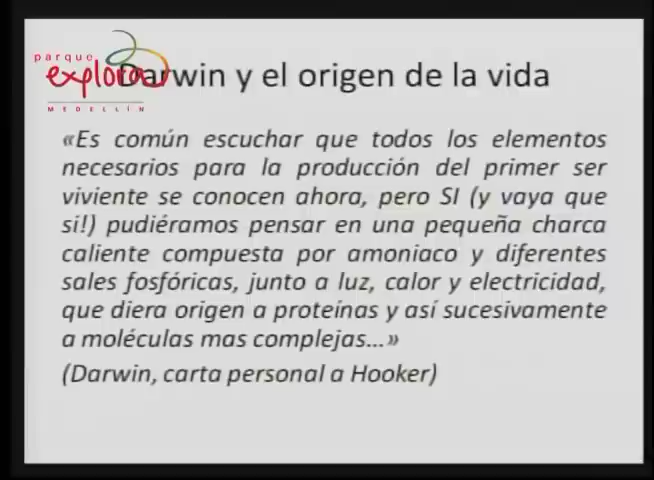 parque
explora
MEDELLÍN
Darwin y el origen de la vida
«Es común escuchar que todos los elementos
necesarios para la producción del primer ser
viviente se conocen ahora, pero SI (y vaya que
si!) pudiéramos pensar en una pequeña charca
caliente compuesta por amoniaco y diferentes
sales fosfóricas, junto a luz, calor y electricidad,
que diera origen a proteínas y así sucesivamente
a moléculas mas complejas...»
(Darwin, carta personal a Hooker)